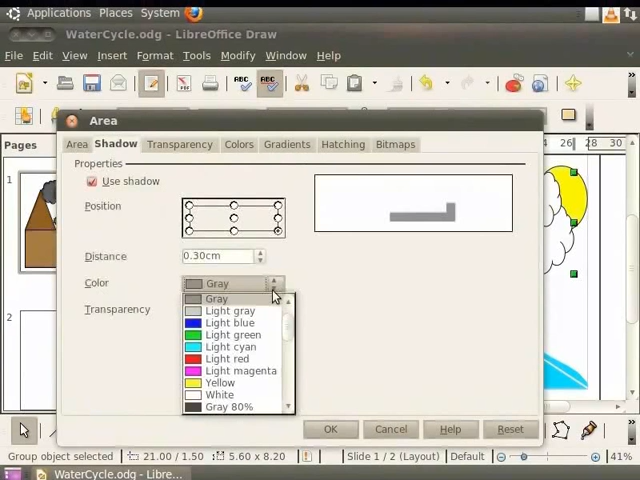 Applications Places System
WaterCycle.odg - LibreOffice Draw
File Edit View Insert Format Tools Modify Window Help
Pages
26 28 30
Area
Area Shadow Transparency Colors Gradients Hatching Bitmaps
Properties
Use shadow
Position
Distance 0.30cm
Color Gray
Transparency
Gray
Light gray
Light blue
Light green
Light cyan
Light red
Light magenta
Yellow
White
Gray 80%
1
2
OK Cancel Help Reset
Group object selected 21.00 / 1.50 5.60 x 8.20 Slide 1 / 2 (Layout) Default 41%
WaterCycle.odg - Libre...